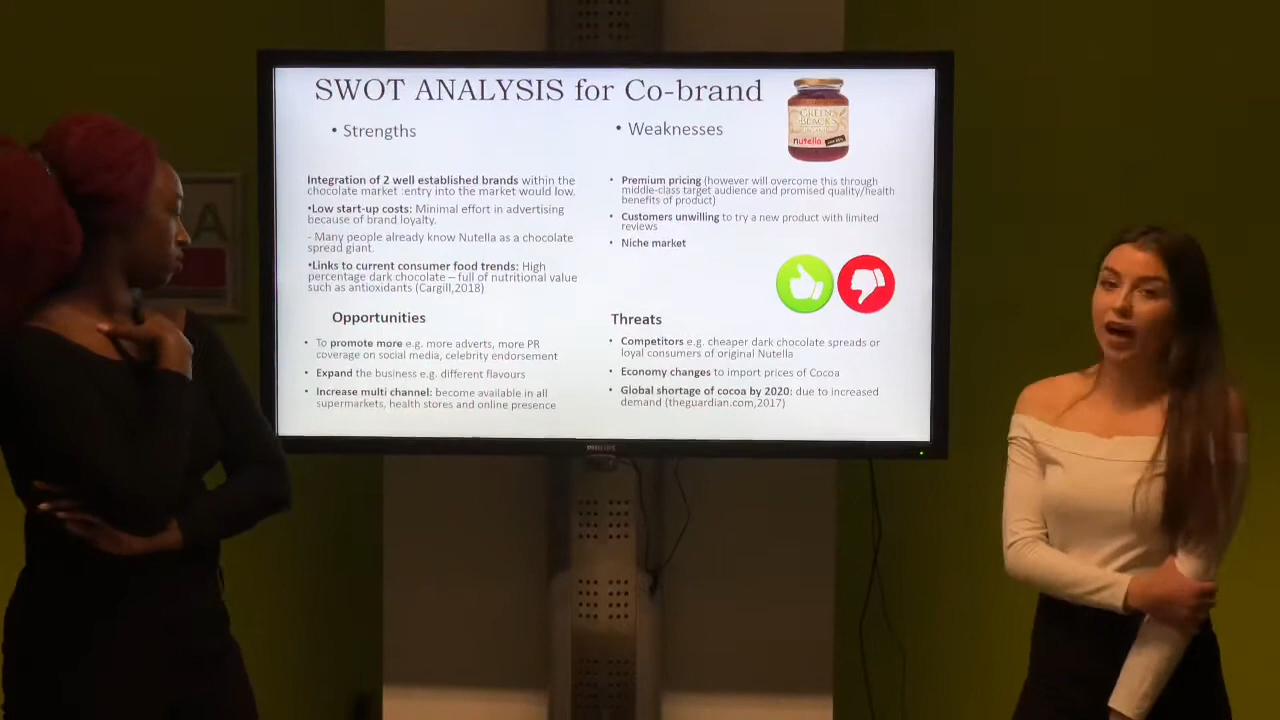 SWOT ANALYSIS for Co-brand
• Strengths
Integration of 2 well established brands within the
chocolate market :entry into the market would low.
•Low start-up costs: Minimal effort in advertising
because of brand loyalty.
- Many people already know Nutella as a chocolate
spread giant.
•Links to current consumer food trends: High
percentage dark chocolate – full of nutritional value
such as antioxidants (Cargill,2018)
• Weaknesses
• Premium pricing (however will overcome this through
middle-class target audience and promised quality/health
benefits of product)
• Customers unwilling to try a new product with limited
reviews
• Niche market
GREEN &
BLACK'S
nutella
Opportunities
• To promote more e.g. more adverts, more PR
coverage on social media, celebrity endorsement
• Expand the business e.g. different flavours
• Increase multi channel: become available in all
supermarkets, health stores and online presence
Threats
• Competitors e.g. cheaper dark chocolate spreads or
loyal consumers of original Nutella
• Economy changes to import prices of Cocoa
• Global shortage of cocoa by 2020: due to increased
demand (theguardian.com,2017)
PHILIPS
A